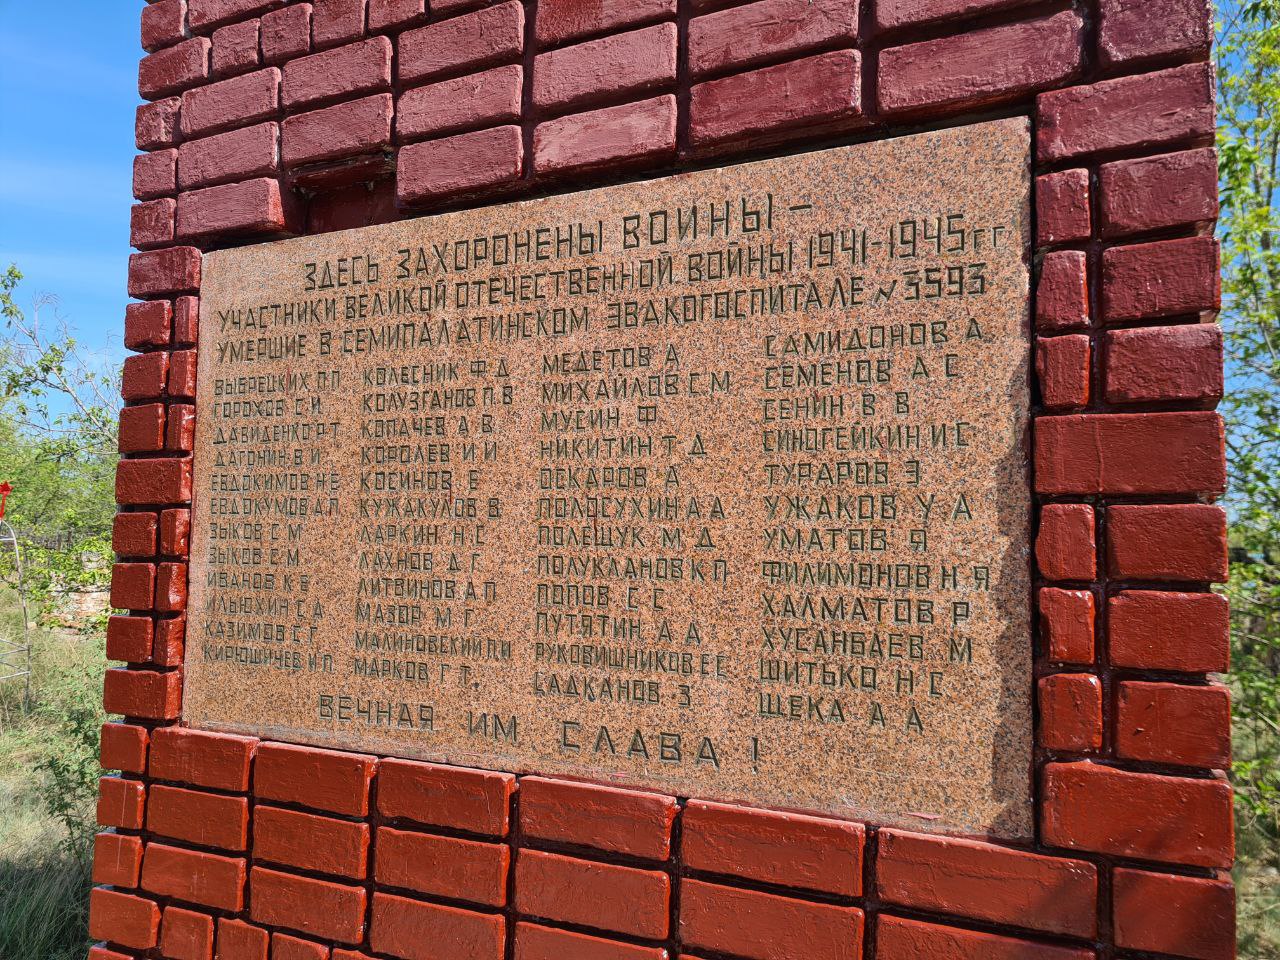 ЗДЕСЬ ЗАХОРОНЕНЫ ВОИНЫ –
УЧАСТНИКИ ВЕЛИКОЙ ОТЕЧЕСТВЕННОЙ ВОЙНЫ 1941-1945гг
УМЕРШИЕ В СЕМИПАЛАТИНСКОМ ЭВАКОГОСПИТАЛЕ №3593
ВЫБРЕЦКИХ П П
ГОРОХОВ С И
ДАВИДЕНКО Р Т
ДАГОНИН В И
ЕВДОКИМОВ Н Е
ЕВДОКУМОВ А П
ЗЫКОВ С М
ЗЫКОВ С М
ИВАНОВ К В
ИЛЬЮХИН С А
КАЗИМОВ С Г
КИРЮШИЧЕВ И П
КОЛЕСНИК Ф Д
КОЛУЗГАНОВ П В
КОПАЧЕВ А В
КОРОЛЕВ И И
КОСИНОВ Е
КУЖАКУЛОВ В
ЛАРКИН Н С
ЛАХНОВ Д Г
ЛИТВИНОВ А П
МАЗОР М Г
МАЛИНОВСКИЙ П И
МАРКОВ Г Т
МЕДЕТОВ А
МИХАЙЛОВ С М
МУСИН Ф
НИКИТИН Т Д
ОСКАРОВ А
ПОЛОСУХИН А А
ПОЛЕЩУК М Д
ПОЛУКЛАНОВ К П
ПОПОВ С С
ПУТЯТИН А А
РУКОВИШНИКОВ Е С
САДКАНОВ З
САМИДОНОВ А
СЕМЕНОВ А С
СЕНИН В В
СИНОГЕЙКИН И С
ТУРАРОВ З
УЖАКОВ У А
УМАТОВ Я
ФИЛИМОНОВ Н Я
ХАЛМАТОВ Р
ХУСАНБАЕВ М
ШИТЬКО Н С
ЩЕКА А А
ВЕЧНАЯ ИМ СЛАВА !